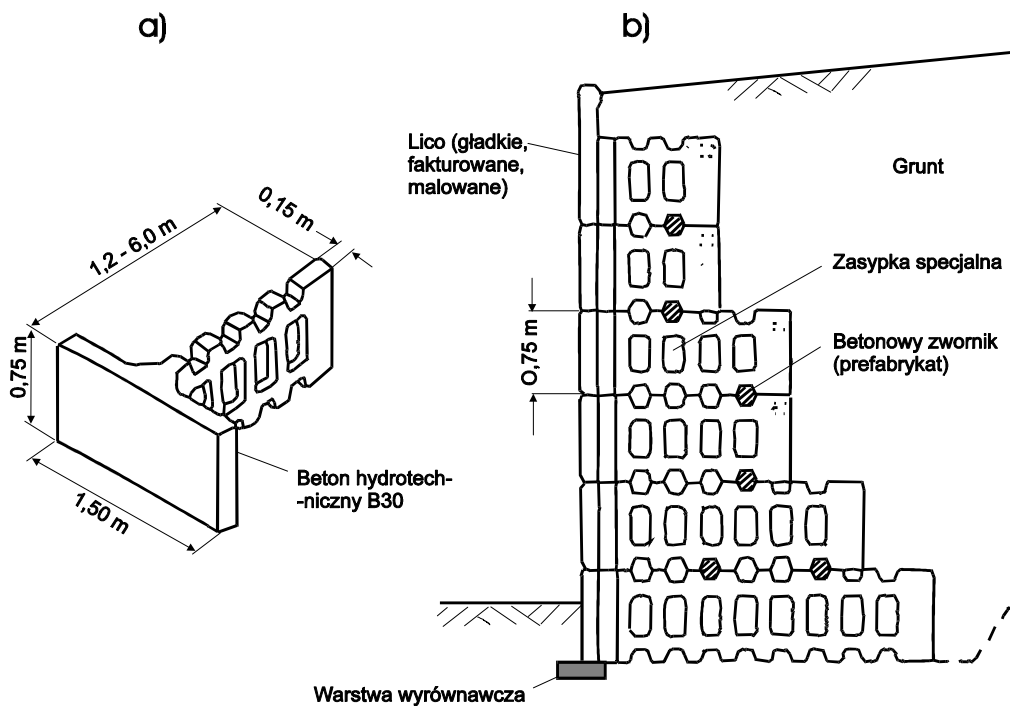 a)
b)
Lico (gładkie,
fakturowane,
malowane)
Grunt
0,15 m
1,2 - 6,0 m
Zasypka specjalna
0,75 m
O,75 m
Betonowy zwornik
(prefabrykat)
Beton hydrotech-
-niczny B30
1,50 m
Warstwa wyrównawcza